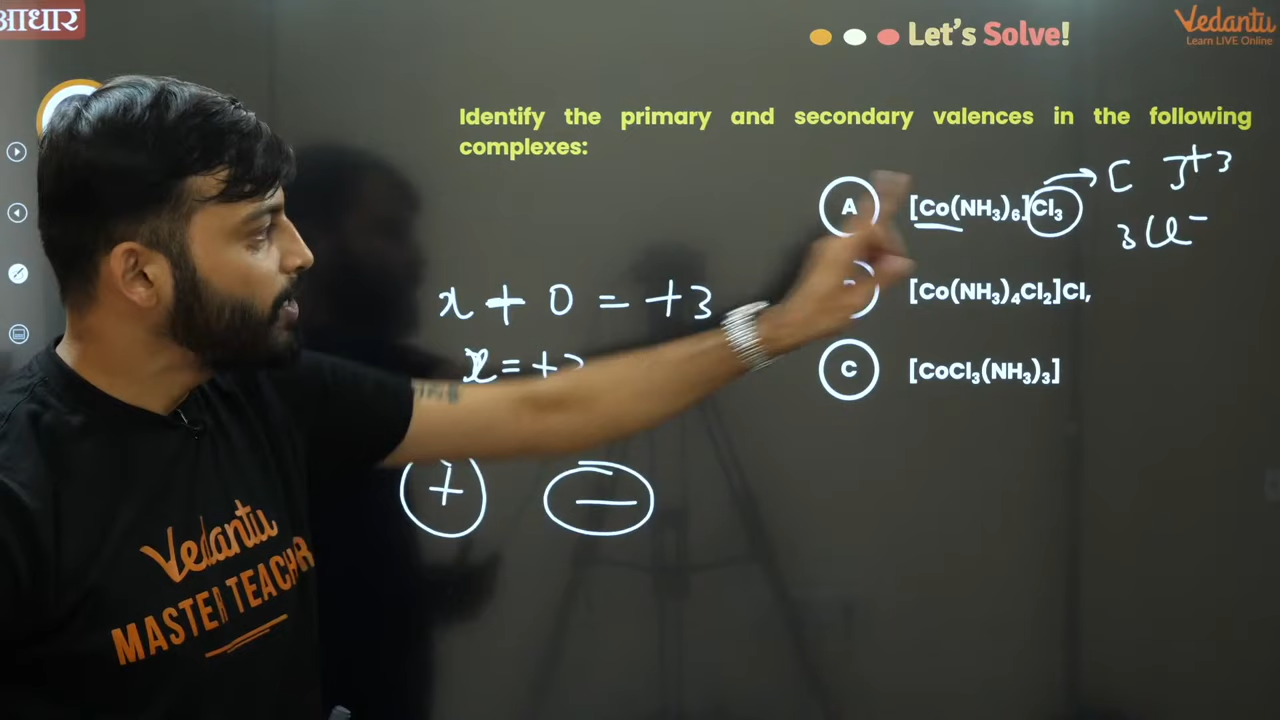 आधार
Let's Solve!
Vedantu
Learn LIVE Online
Identify the primary and secondary valences in the following
complexes:
A [Co(NH₃)₆]Cl₃ → [ ]⁺³
3Cl⁻
x + 0 = +3
[Co(NH₃)₄Cl₂]Cl,
x = +3
C [CoCl₃(NH₃)₃]
+ −
Vedantu
MASTER TEACHER